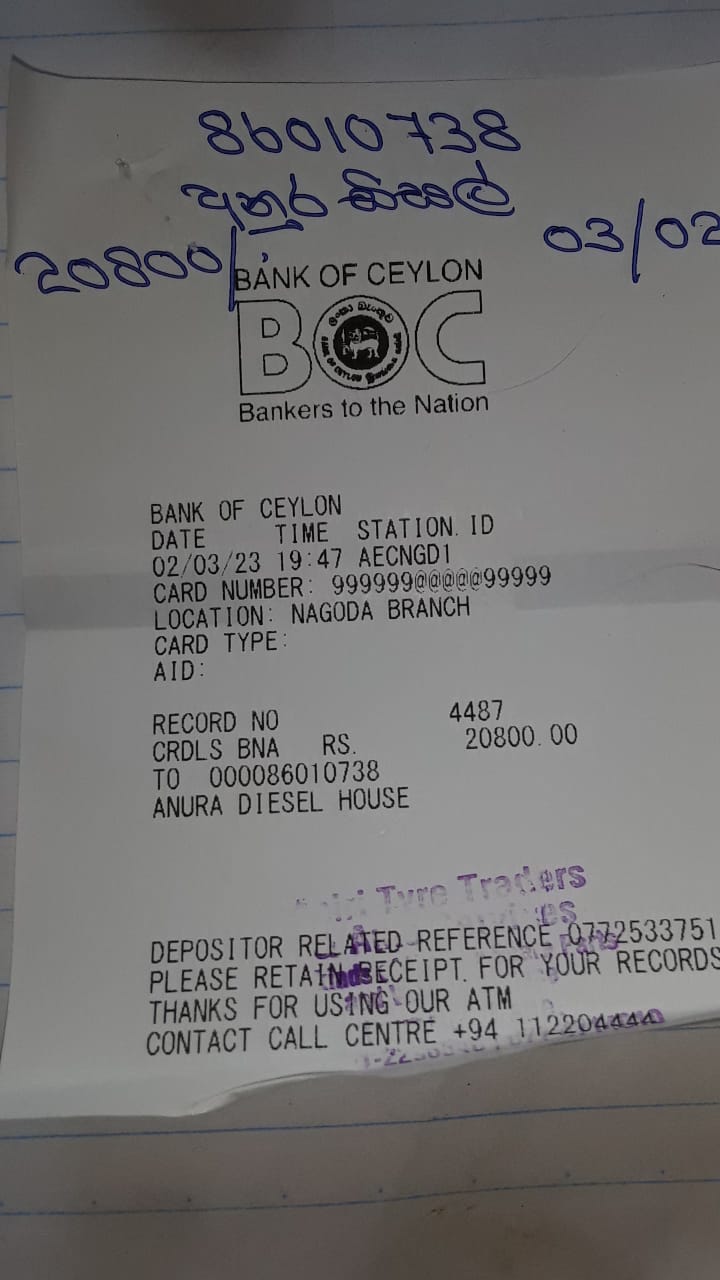 86010738
අනුර ඩීසල්
20800/ 03/02
BANK OF CEYLON
BOC
Bankers to the Nation
BANK OF CEYLON
DATE TIME STATION ID
02/03/23 19:47 AECNGD1
CARD NUMBER: 999999@@@@@99999
LOCATION: NAGODA BRANCH
CARD TYPE:
AID:
RECORD NO 4487
CRDLS BNA RS. 20800.00
TO 000086010738
ANURA DIESEL HOUSE
Tyre Traders
DEPOSITOR RELATED REFERENCE 0772533751
PLEASE RETAIN RECEIPT FOR YOUR RECORDS
THANKS FOR USING OUR ATM
CONTACT CALL CENTRE +94 112204444